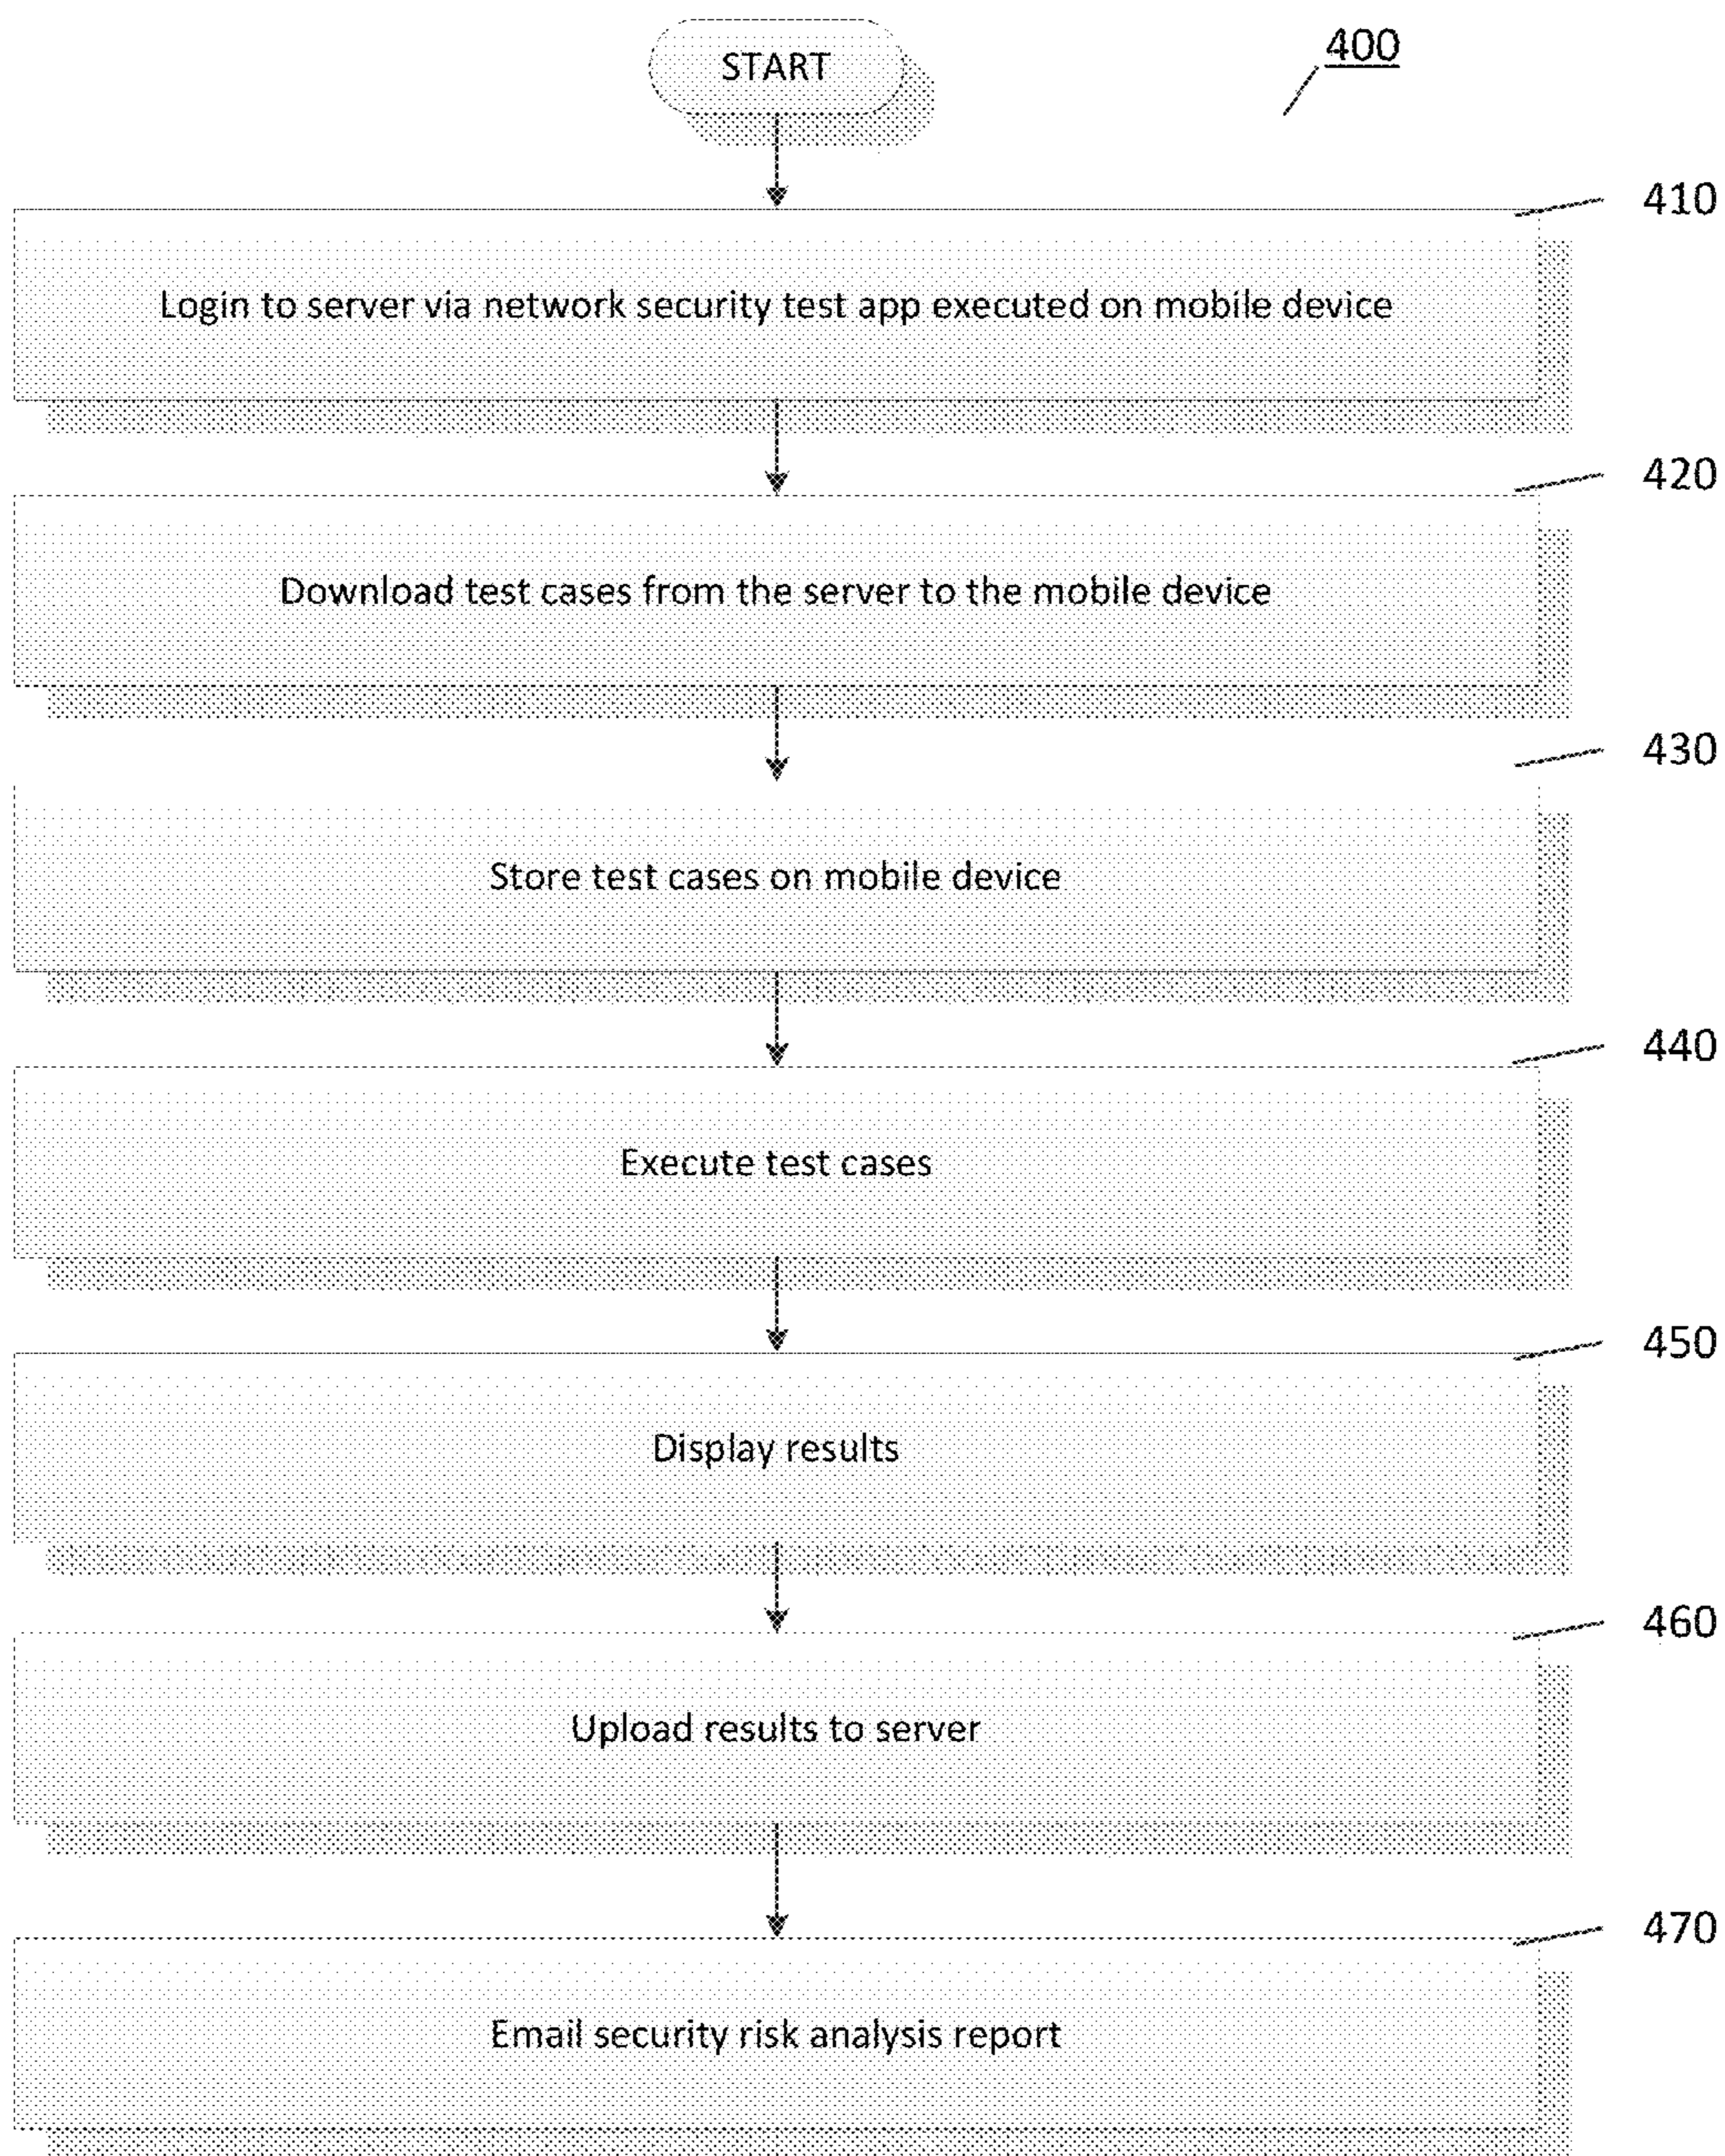 START
400
410
Login to server via network security test app executed on mobile device
420
Download test cases from the server to the mobile device
430
Store test cases on mobile device
440
Execute test cases
450
Display results
460
Upload results to server
470
Email security risk analysis report